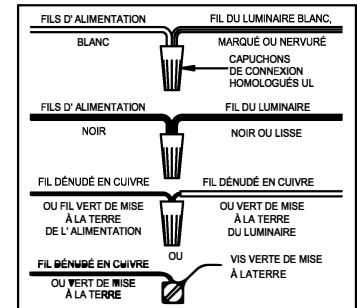 FILS D' ALIMENTATION
FIL DU LUMINAIRE BLANC,
BLANC
MARQUÉ OU NERVURÉ
CAPUCHONS
DE CONNEXION
HOMOLOGUÉS UL
FILS D' ALIMENTATION
FIL DU LUMINAIRE
NOIR
NOIR OU LISSE
FIL DÉNUDÉ EN CUIVRE
FIL DÉNUDÉ EN CUIVRE
OU FIL VERT DE MISE
À LA TERRE
DE L' ALIMENTATION
OU VERT DE MISE
À LA TERRE
DU LUMINAIRE
OU
FIL DÉNUDÉ EN CUIVRE
OU VERT DE MISE
À LA TERRE
VIS VERTE DE MISE
À LATERRE